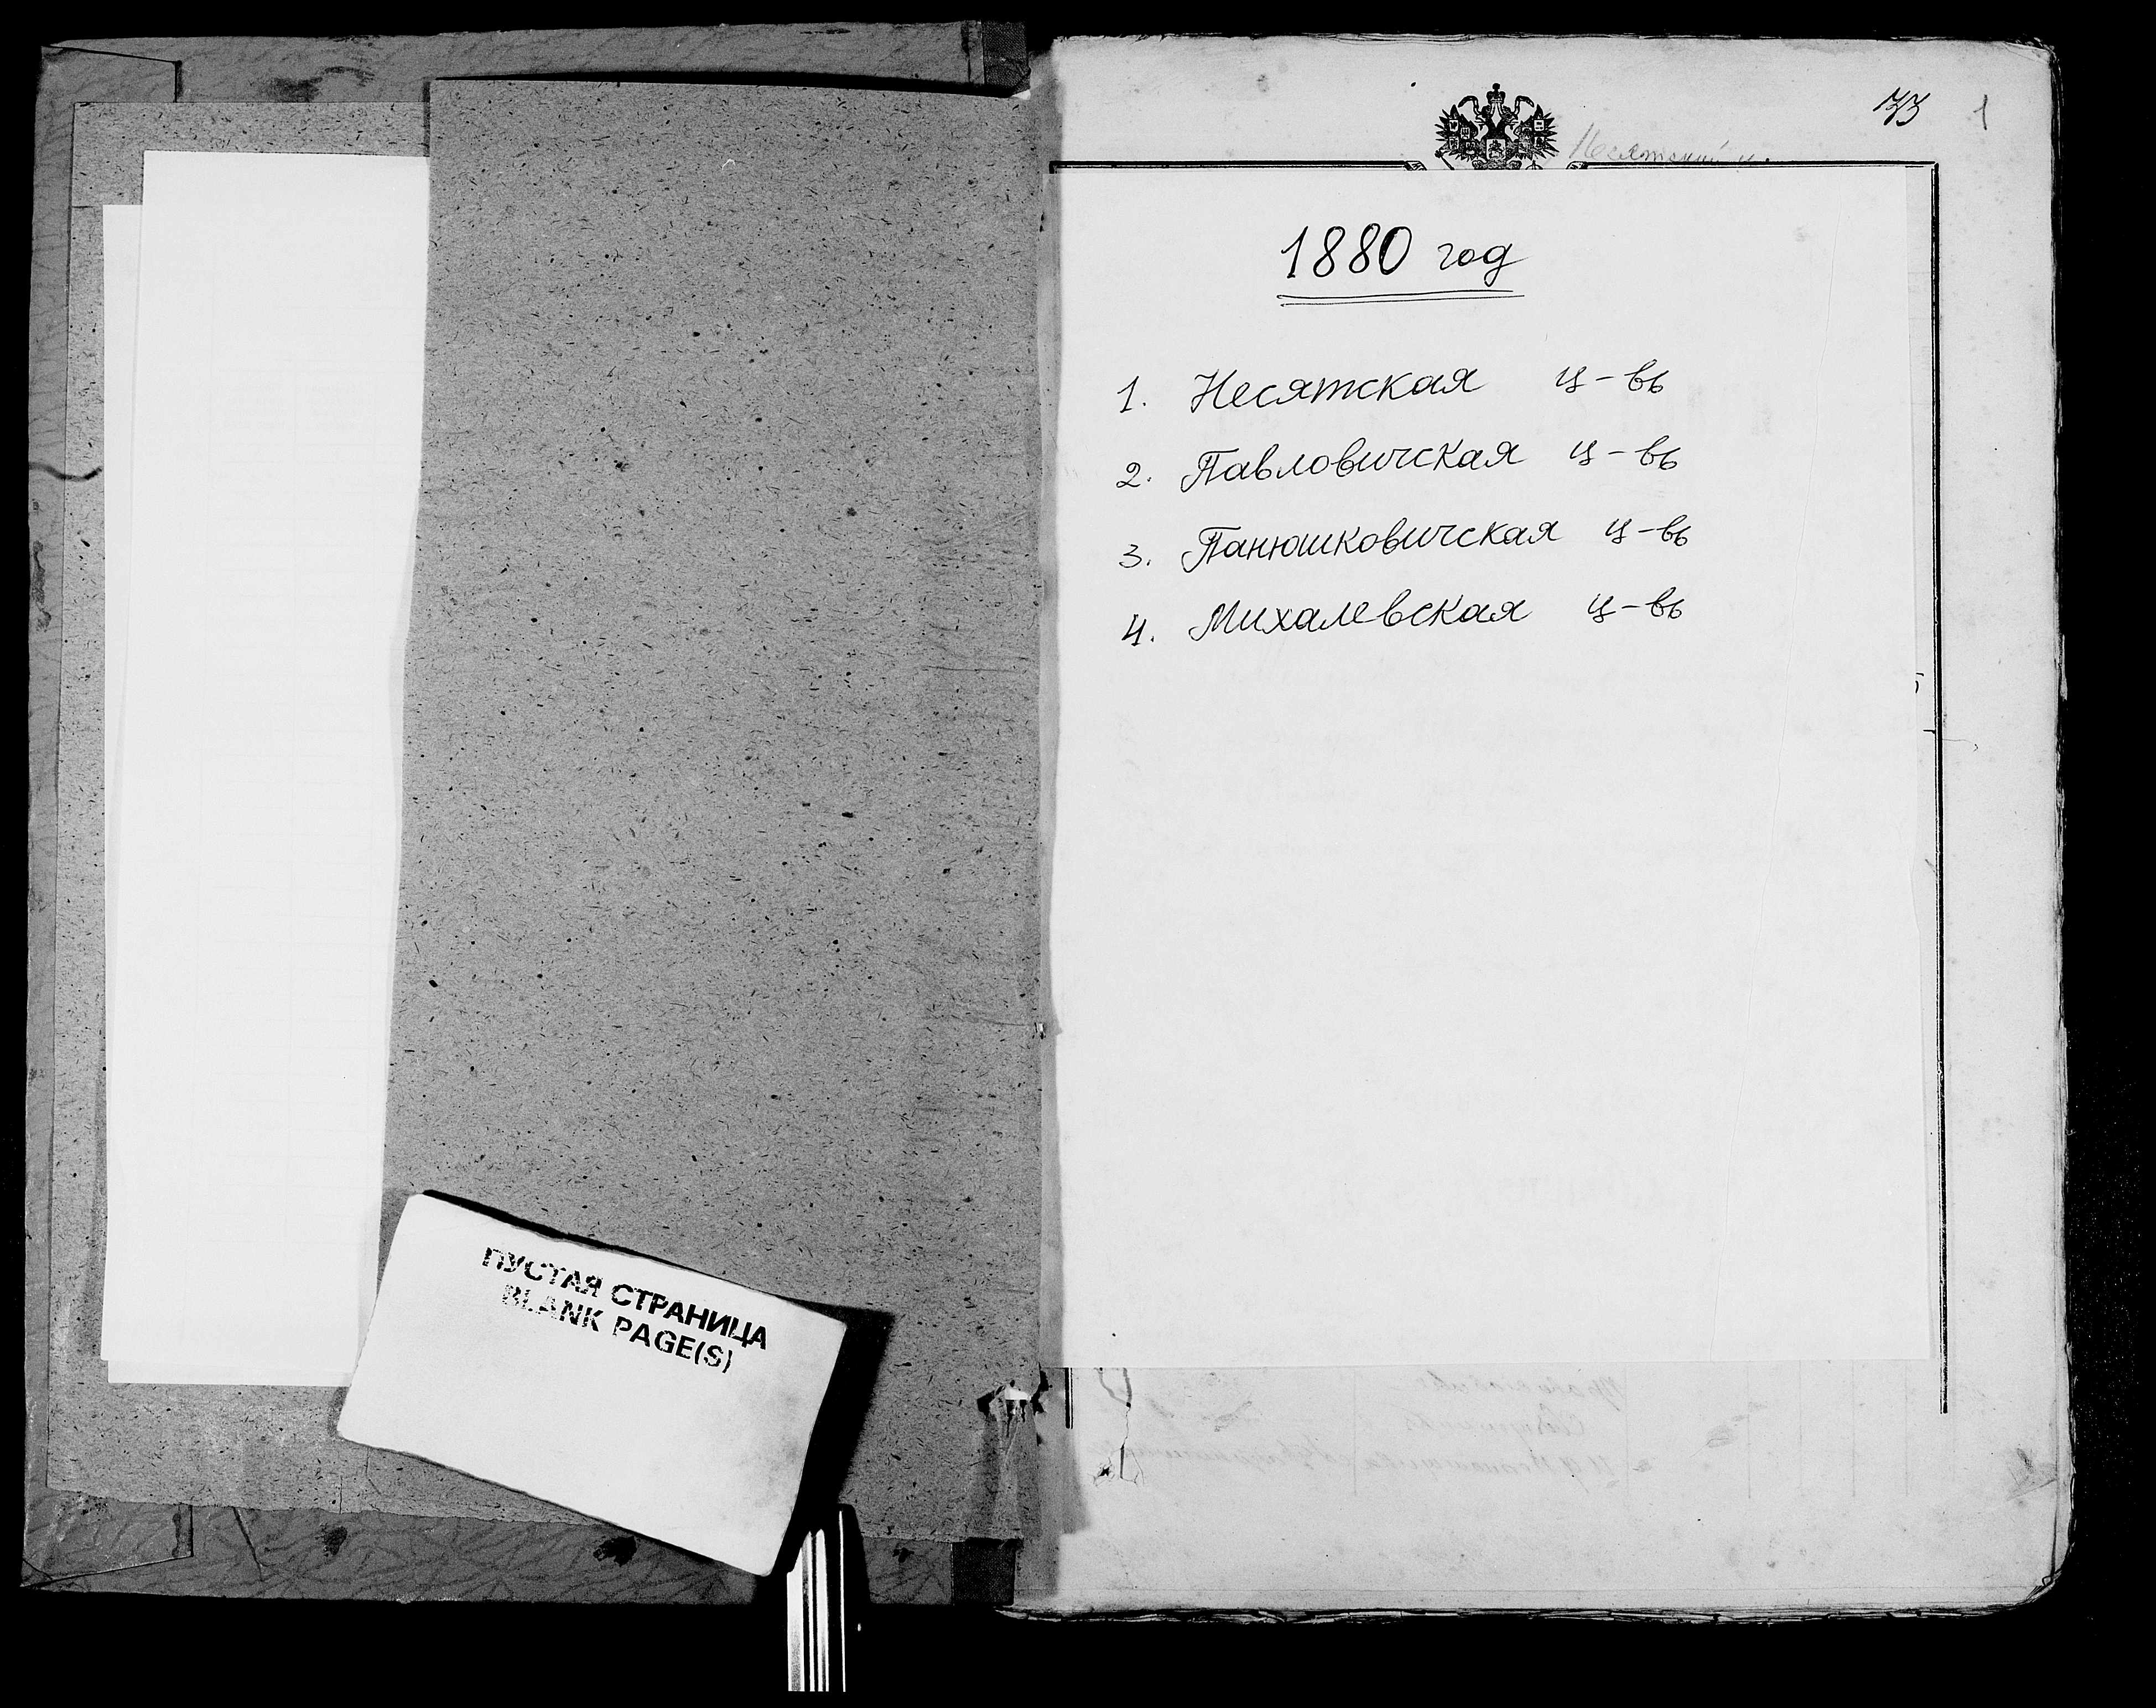 ПУСТАЯ СТРАНИЦА
BLANK PAGE(S)
1
1880 год
1. Несятская ц-вь
2. Павловичская ц-вь
3. Панюшковичская ц-вь
4. Михалевская ц-вь